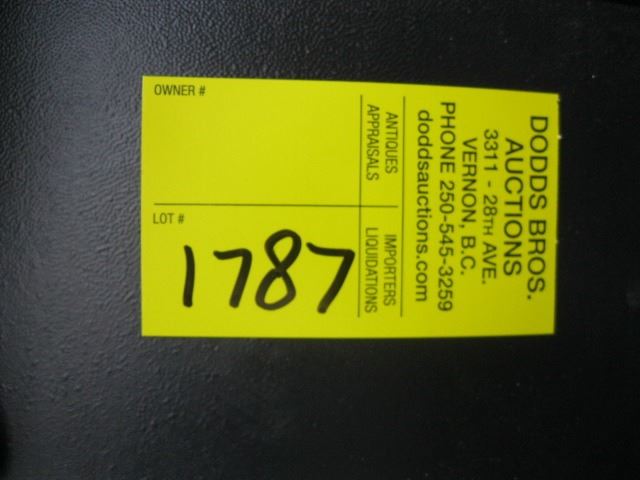 DODDS BROS.
AUCTIONS
3311 - 28TH AVE.
VERNON, B.C.
PHONE 250-545-3259
doddsauctions.com
ANTIQUES
APPRAISALS
IMPORTERS
LIQUIDATIONS
OWNER #
LOT #
1787